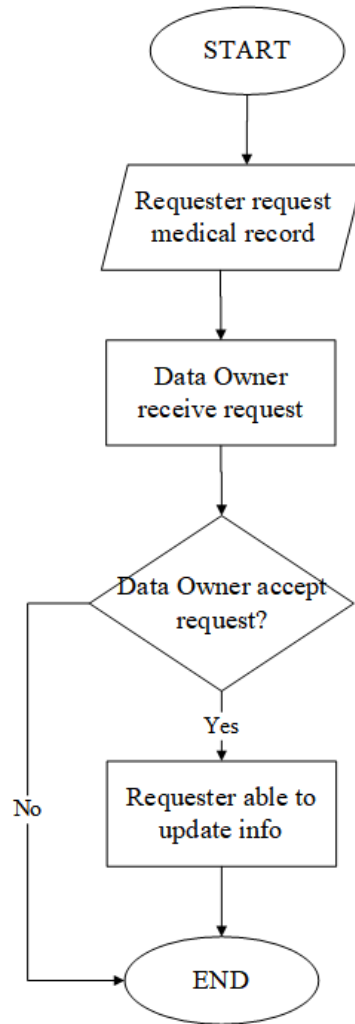 START
Requester request
medical record
Data Owner
receive request
Data Owner accept
request?
Yes
No
Requester able to
update info
END